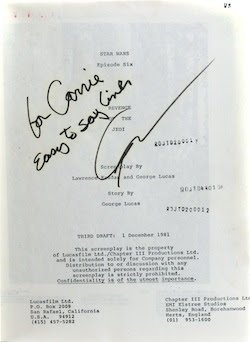 STAR WARS
Episode Six
for Carrie
Easy to say lines
REVENGE
OF THE
JEDI
Screenplay By
Lawrence Kasdan and George Lucas
Story By
George Lucas
THIRD DRAFT: 1 December 1981
This screenplay is the property
of Lucasfilm Ltd./Chapter III Productions Ltd.
and is intended solely for Company personnel.
Distribution to or discussion with any
unauthorized persons regarding this
screenplay is strictly prohibited.
Confidentiality is of the utmost importance.
Lucasfilm Ltd.
P.O. Box 2009
San Rafael, California
U.S.A. 94912
(415) 457-5282
Chapter III Productions Ltd
EMI Elstree Studios
Shenley Road, Borehamwood
Herts, England
(01) 953-1600